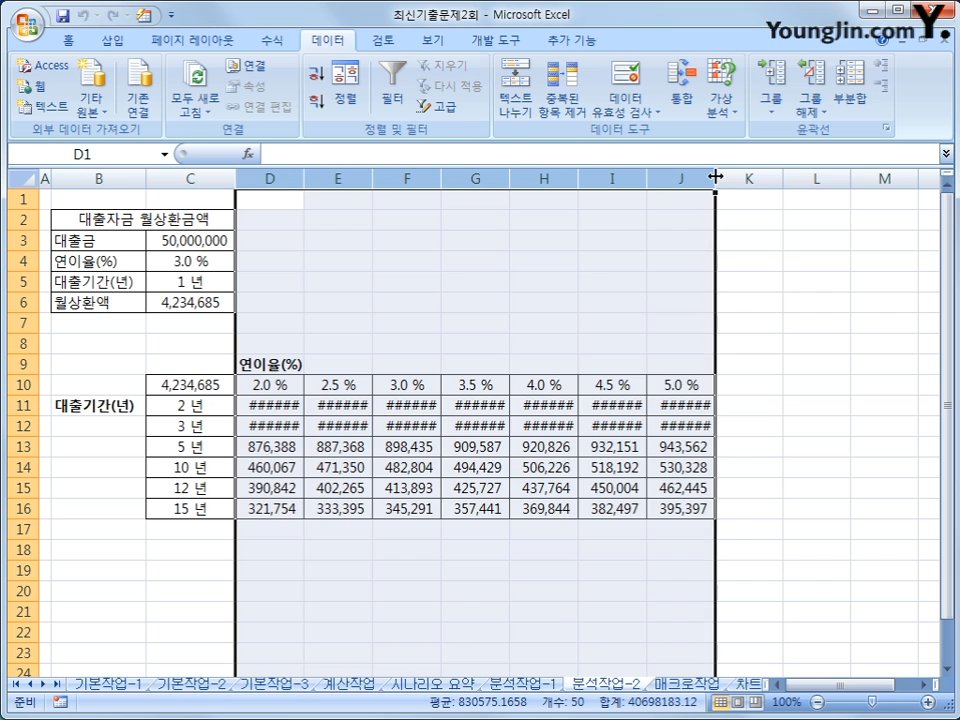 최신기출문제2회 - Microsoft Excel
YoungJin.com Y.
홈 삽입 페이지 레이아웃 수식 데이터 검토 보기 개발 도구 추가 기능
Access
웹
텍스트
기타 원본
기존 연결
외부 데이터 가져오기
모두 새로 고침
연결
속성
연결 편집
연결
정렬
필터
지우기
다시 적용
고급
정렬 및 필터
텍스트 나누기
중복된 항목 제거
데이터 유효성 검사
통합
가상 분석
데이터 도구
그룹
그룹 해제
부분합
윤곽선
D1 fx
A B C D E F G H I J K L M
1
2 대출자금 월상환금액
3 대출금 50,000,000
4 연이율(%) 3.0 %
5 대출기간(년) 1 년
6 월상환액 4,234,685
7
8
9 연이율(%)
10 4,234,685 2.0 % 2.5 % 3.0 % 3.5 % 4.0 % 4.5 % 5.0 %
11 대출기간(년) 2 년 ###### ###### ###### ###### ###### ###### ######
12 3 년 ###### ###### ###### ###### ###### ###### ######
13 5 년 876,388 887,368 898,435 909,587 920,826 932,151 943,562
14 10 년 460,067 471,350 482,804 494,429 506,226 518,192 530,328
15 12 년 390,842 402,265 413,893 425,727 437,764 450,004 462,445
16 15 년 321,754 333,395 345,291 357,441 369,844 382,497 395,397
17
18
19
20
21
22
23
24
기본작업-1 기본작업-2 기본작업-3 계산작업 시나리오 요약 분석작업-1 분석작업-2 매크로작업 차트
준비 평균: 830575.1658 개수: 50 합계: 40698183.12 100%